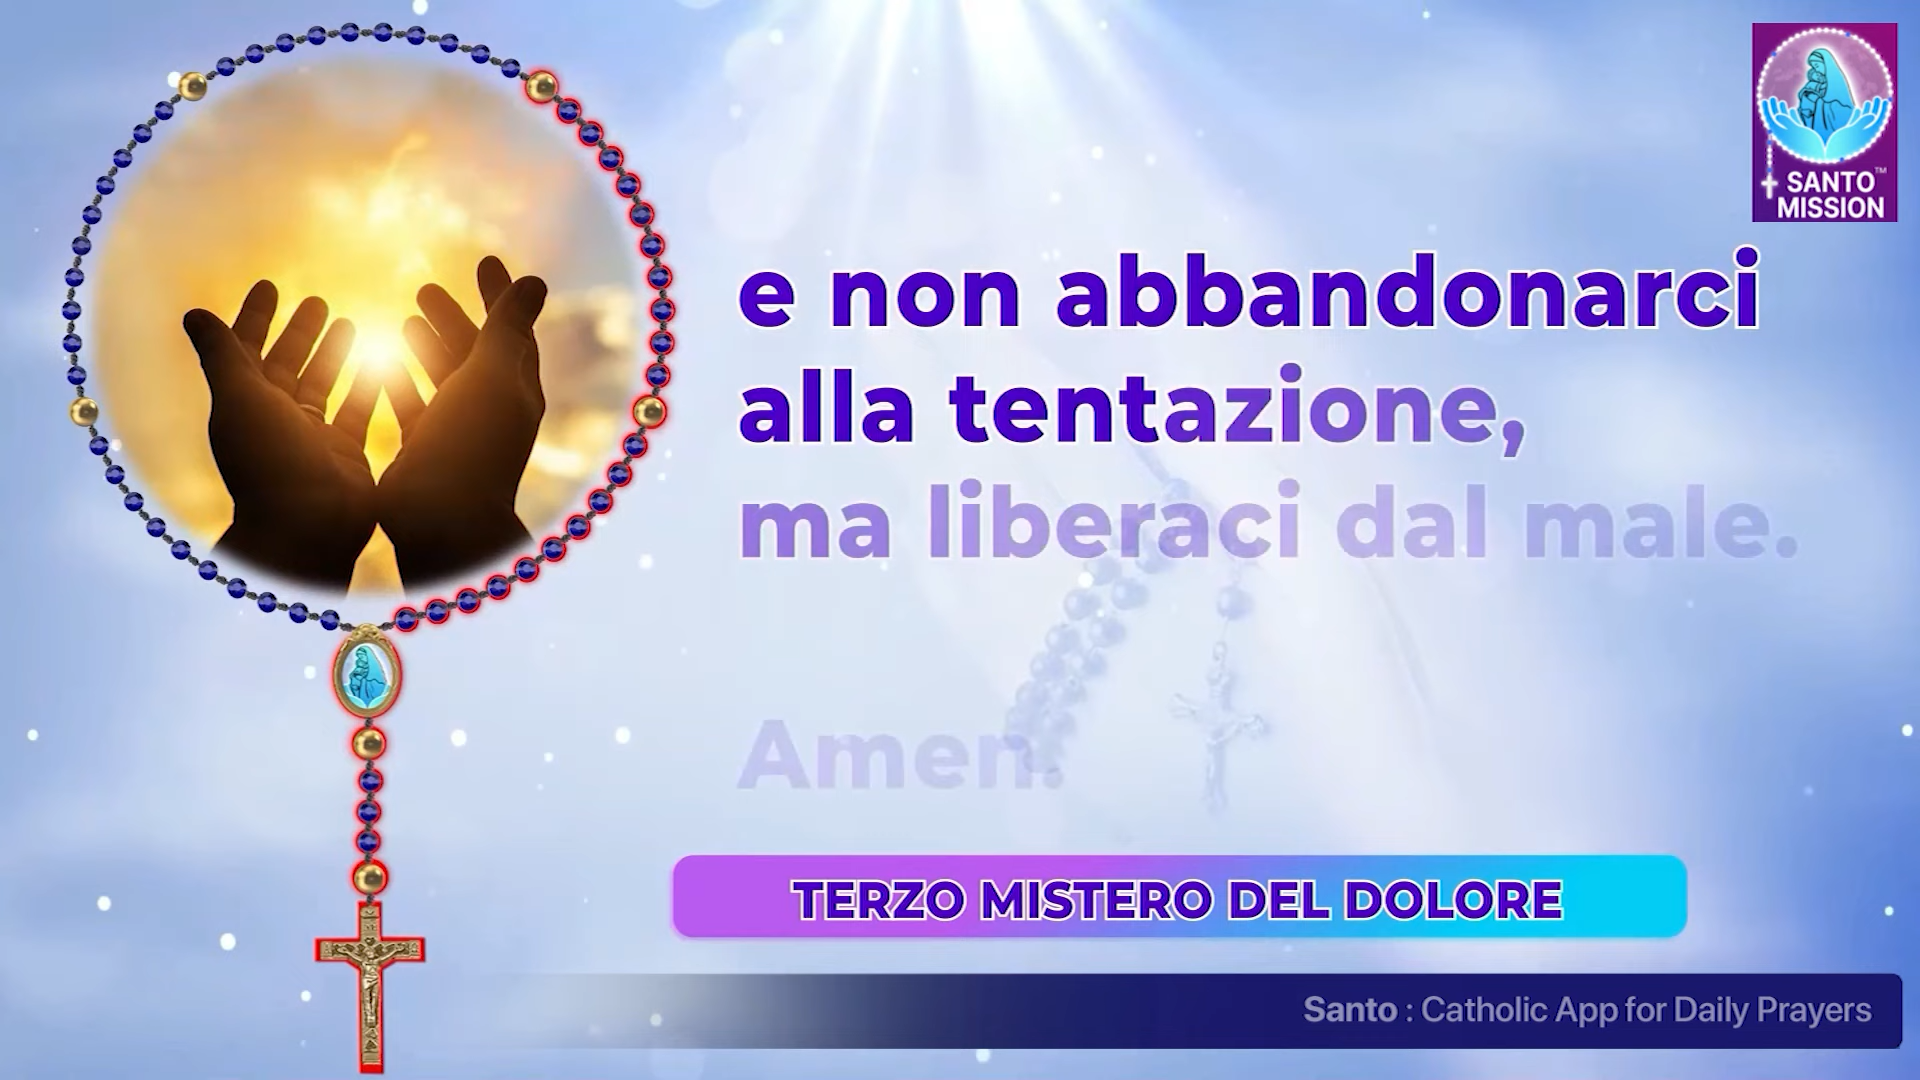 SANTO™
MISSION
e non abbandonarci
alla tentazione,
ma liberaci dal male.
Amen.
TERZO MISTERO DEL DOLORE
Santo : Catholic App for Daily Prayers